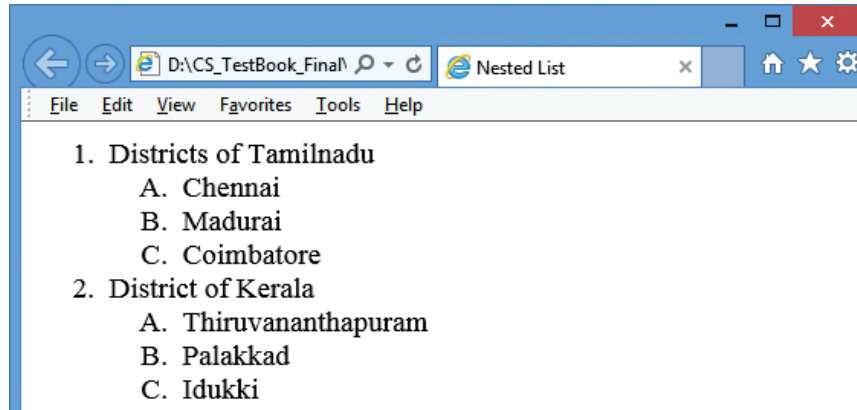 D:\CS_TestBook_Final\ Nested List
File Edit View Favorites Tools Help
1. Districts of Tamilnadu
A. Chennai
B. Madurai
C. Coimbatore
2. District of Kerala
A. Thiruvananthapuram
B. Palakkad
C. Idukki